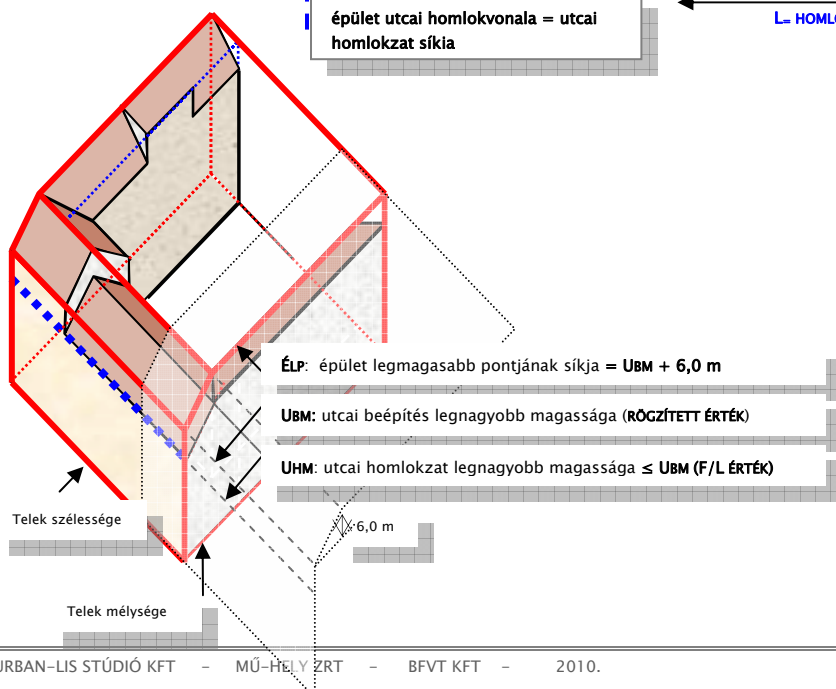 épület utcai homlokvonala = utcai
homlokzat síkja
L= HOMLO
ÉLP: épület legmagasabb pontjának síkja = UBM + 6,0 m
UBM: utcai beépítés legnagyobb magassága (RÖGZÍTETT ÉRTÉK)
UHM: utcai homlokzat legnagyobb magassága ≤ UBM (F/L ÉRTÉK)
Telek szélessége
6,0 m
Telek mélysége
URBAN-LIS STÚDIÓ KFT - MŰ-HELY ZRT - BFVT KFT - 2010.